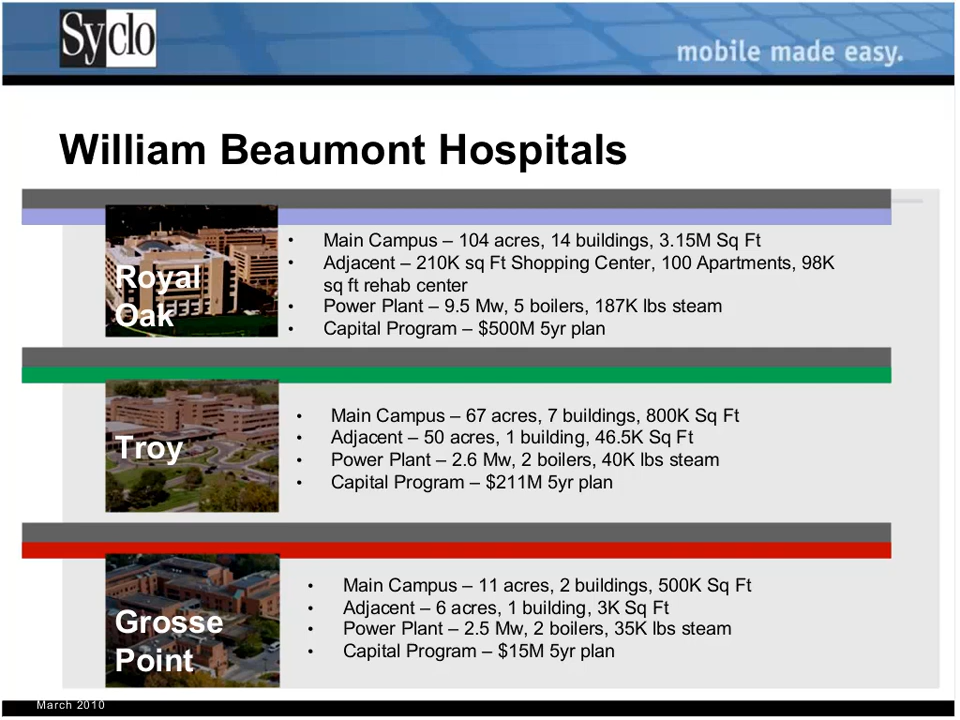 Syclo
mobile made easy.
William Beaumont Hospitals
Royal
Oak
• Main Campus – 104 acres, 14 buildings, 3.15M Sq Ft
• Adjacent – 210K sq Ft Shopping Center, 100 Apartments, 98K
sq ft rehab center
• Power Plant – 9.5 Mw, 5 boilers, 187K lbs steam
• Capital Program – $500M 5yr plan
Troy
• Main Campus – 67 acres, 7 buildings, 800K Sq Ft
• Adjacent – 50 acres, 1 building, 46.5K Sq Ft
• Power Plant – 2.6 Mw, 2 boilers, 40K lbs steam
• Capital Program – $211M 5yr plan
Grosse
Point
• Main Campus – 11 acres, 2 buildings, 500K Sq Ft
• Adjacent – 6 acres, 1 building, 3K Sq Ft
• Power Plant – 2.5 Mw, 2 boilers, 35K lbs steam
• Capital Program – $15M 5yr plan
March 2010